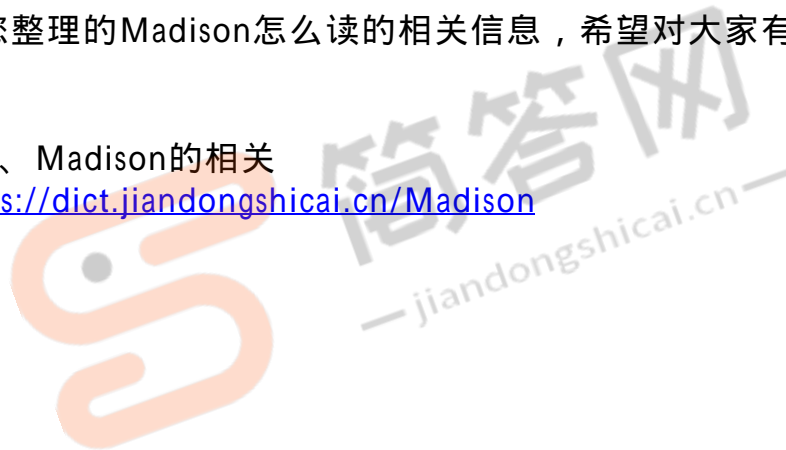 您整理的Madison怎么读的相关信息，希望对大家有
、 Madison的相关
s://dict.jiandongshicai.cn/Madison
简答网
jiandongshicai.cn